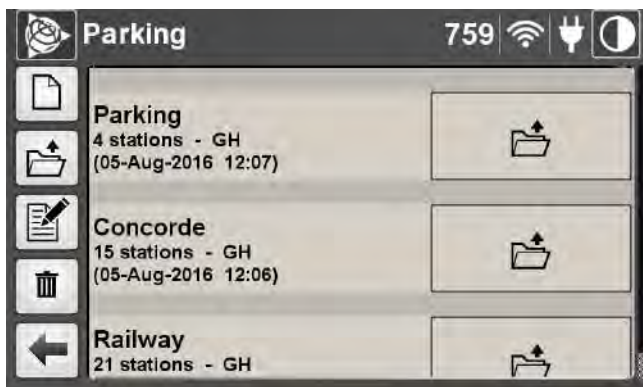 Parking
759
Parking
4 stations - GH
(05-Aug-2016 12:07)
Concorde
15 stations - GH
(05-Aug-2016 12:06)
Railway
21 stations - GH